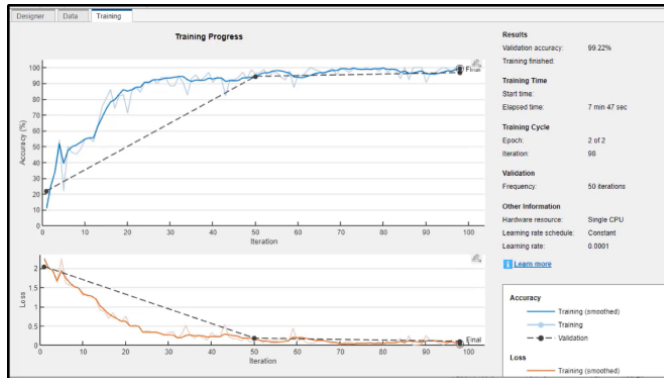 Designer Data Training
Training Progress
Accuracy (%)
100
90
80
70
60
50
40
30
20
10
0
0 10 20 30 40 50 60 70 80 90 100
Iteration
Final
Loss
2
1.5
1
0.5
0
0 10 20 30 40 50 60 70 80 90 100
Iteration
Final
Results
Validation accuracy: 99.22%
Training finished:
Training Time
Start time:
Elapsed time: 7 min 47 sec
Training Cycle
Epoch: 2 of 2
Iteration: 98
Validation
Frequency: 50 iterations
Other Information
Hardware resource: Single CPU
Learning rate schedule: Constant
Learning rate: 0.0001
Learn more
Accuracy
Training (smoothed)
Training
Validation
Loss
Training (smoothed)